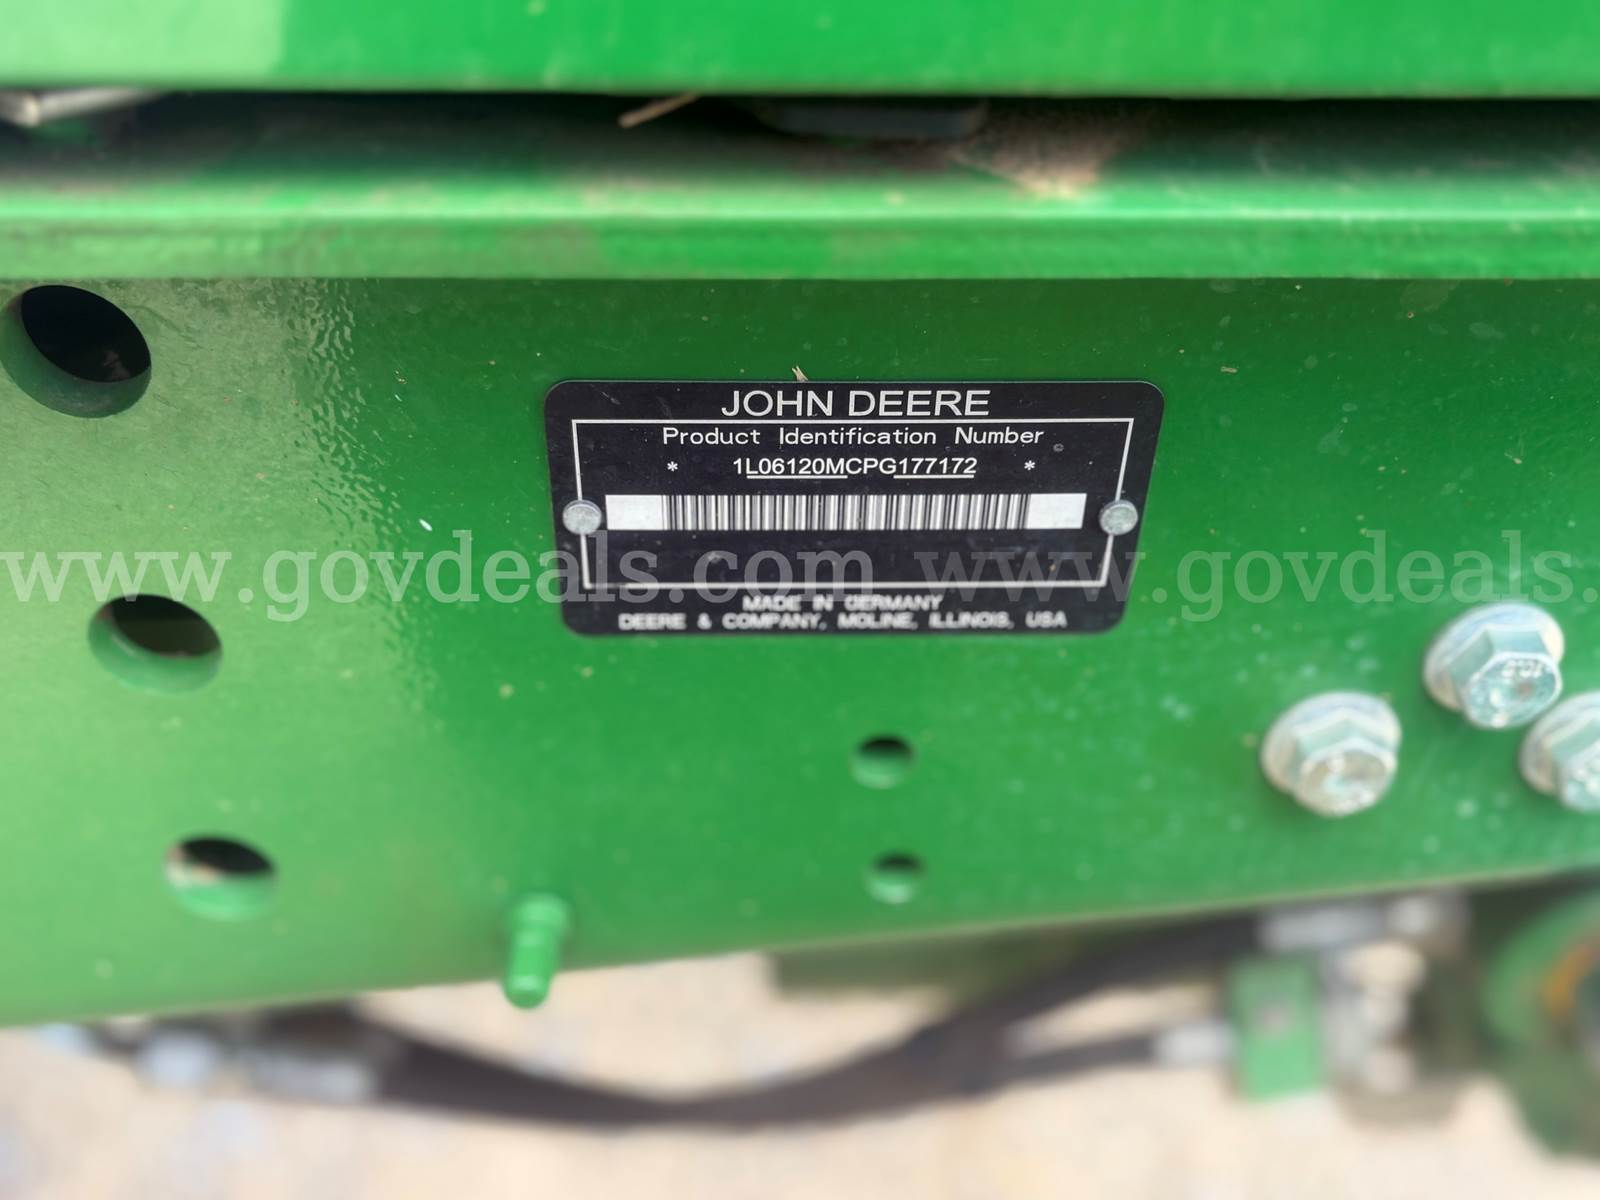 JOHN DEERE
Product Identification Number
* 1L06120MCPG177172 *
MADE IN GERMANY
DEERE & COMPANY, MOLINE, ILLINOIS, USA
www.govdeals.com www.govdeals.